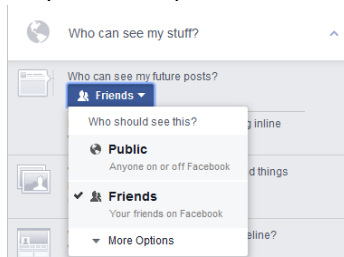 Who can see my stuff?
Who can see my future posts?
Friends
Who should see this?
inline
Public
Anyone on or off Facebook
d things
Friends
Your friends on Facebook
More Options
eline?